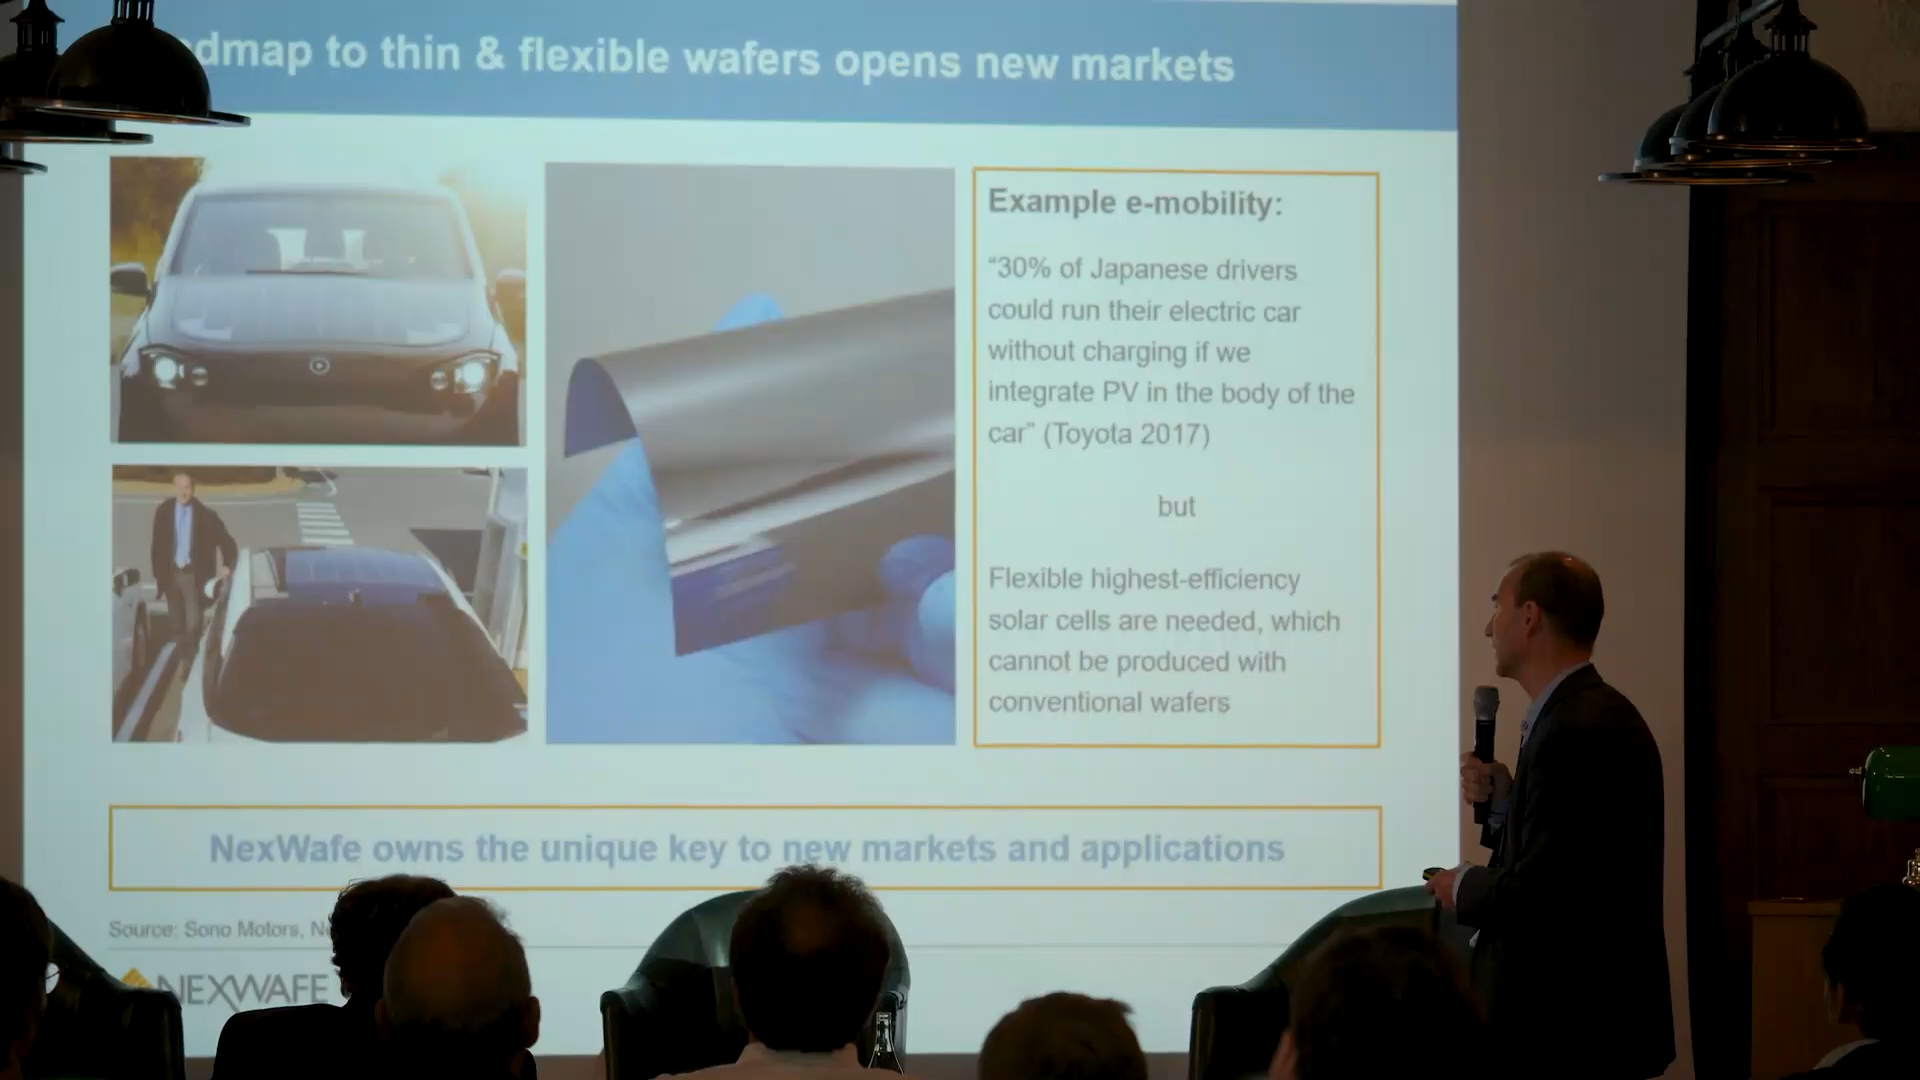 dmap to thin & flexible wafers opens new markets
Example e-mobility:
“30% of Japanese drivers
could run their electric car
without charging if we
integrate PV in the body of the
car” (Toyota 2017)
but
Flexible highest-efficiency
solar cells are needed, which
cannot be produced with
conventional wafers
NexWafe owns the unique key to new markets and applications
Source: Sono Motors,
NEXWAFE